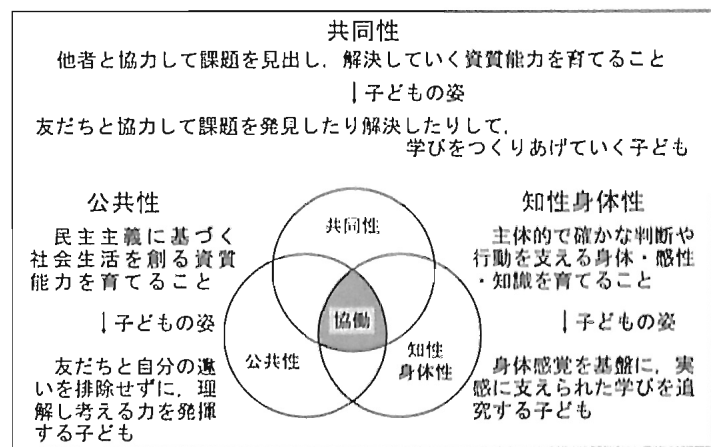 共同性
他者と協力して課題を見出し，解決していく資質能力を育てること
↓子どもの姿
友だちと協力して課題を発見したり解決したりして，
学びをつくりあげていく子ども
公共性
民主主義に基づく
社会生活を創る資質
能力を育てること
↓子どもの姿
友だちと自分の違
いを排除せずに，理
解し考える力を発揮
する子ども
共同性
協働
公共性
知性
身体性
知性身体性
主体的で確かな判断や
行動を支える身体・感性
・知識を育てること
↓子どもの姿
身体感覚を基盤に，実
感に支えられた学びを追
究する子ども